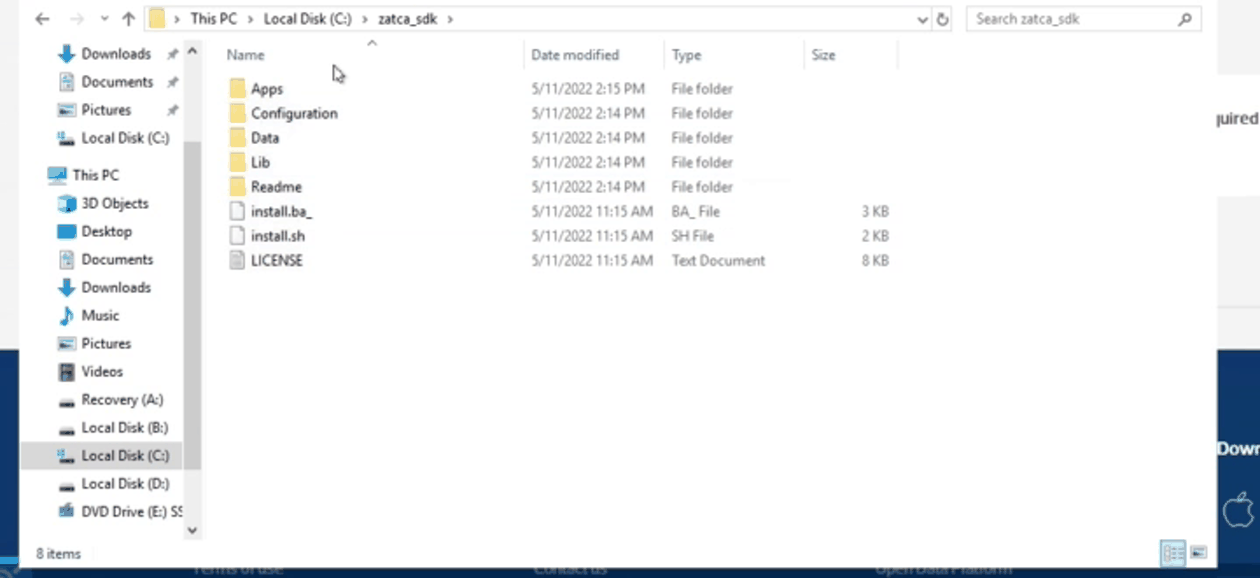 This PC > Local Disk (C:) > zatca_sdk >
Search zatca_sdk
Downloads
Documents
Pictures
Local Disk (C:)
This PC
3D Objects
Desktop
Documents
Downloads
Music
Pictures
Videos
Recovery (A:)
Local Disk (B:)
Local Disk (C:)
Local Disk (D:)
DVD Drive (E:) SS
Name Date modified Type Size
Apps 5/11/2022 2:15 PM File folder
Configuration 5/11/2022 2:14 PM File folder
Data 5/11/2022 2:14 PM File folder
Lib 5/11/2022 2:14 PM File folder
Readme 5/11/2022 2:14 PM File folder
install.ba_ 5/11/2022 11:15 AM BA_ File 3 KB
install.sh 5/11/2022 11:15 AM SH File 2 KB
LICENSE 5/11/2022 11:15 AM Text Document 8 KB
8 items
quired
Down
Terms of use
Contact us
Open Data Platform